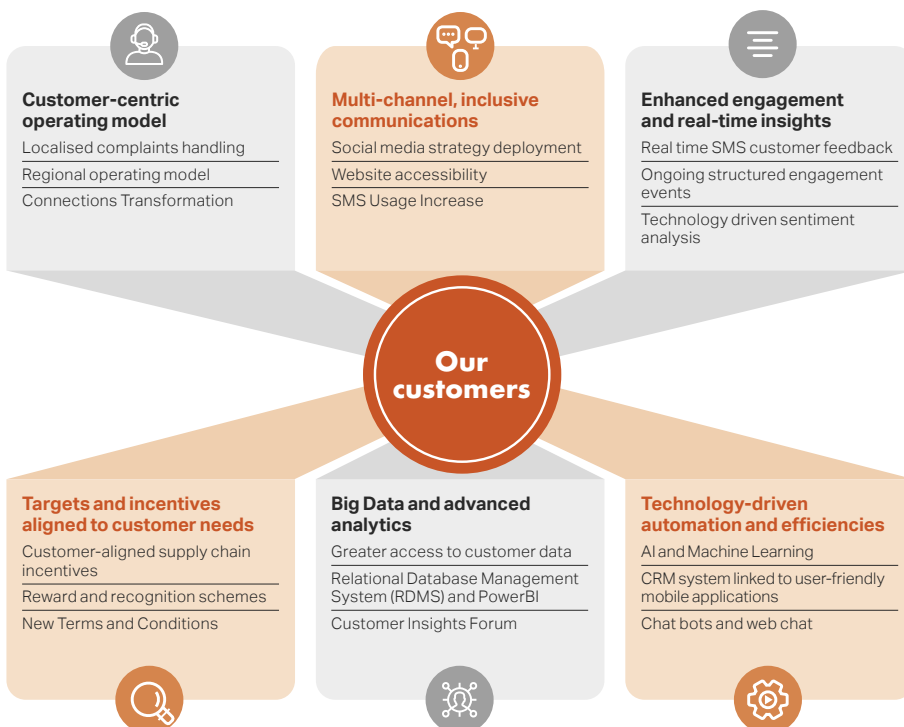 Customer-centric
operating model
Localised complaints handling
Regional operating model
Connections Transformation
Multi-channel, inclusive
communications
Social media strategy deployment
Website accessibility
SMS Usage Increase
Enhanced engagement
and real-time insights
Real time SMS customer feedback
Ongoing structured engagement
events
Technology driven sentiment
analysis
Our
customers
Targets and incentives
aligned to customer needs
Customer-aligned supply chain
incentives
Reward and recognition schemes
New Terms and Conditions
Big Data and advanced
analytics
Greater access to customer data
Relational Database Management
System (RDMS) and PowerBI
Customer Insights Forum
Technology-driven
automation and efficiencies
AI and Machine Learning
CRM system linked to user-friendly
mobile applications
Chat bots and web chat